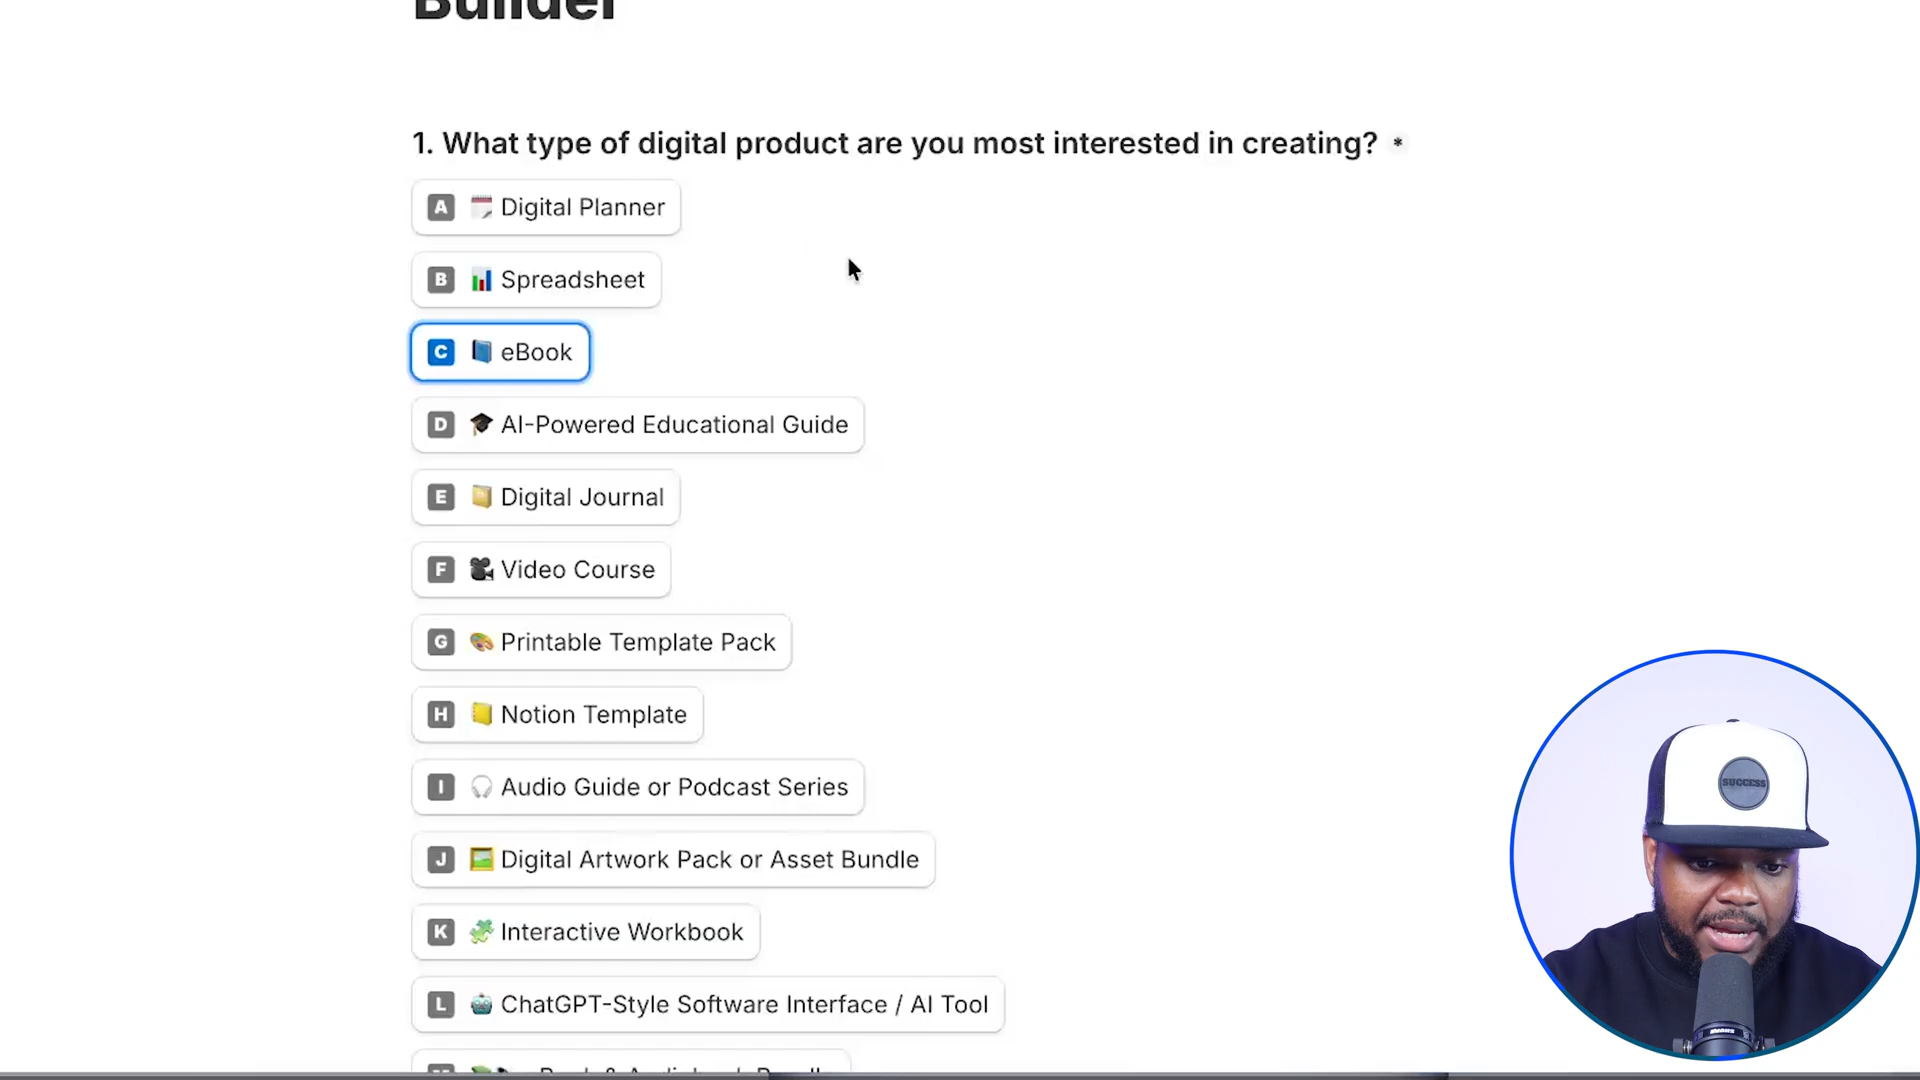 Builder
1. What type of digital product are you most interested in creating? *
A Digital Planner
B Spreadsheet
C eBook
D AI-Powered Educational Guide
E Digital Journal
F Video Course
G Printable Template Pack
H Notion Template
I Audio Guide or Podcast Series
J Digital Artwork Pack or Asset Bundle
K Interactive Workbook
L ChatGPT-Style Software Interface / AI Tool
SUCCESS